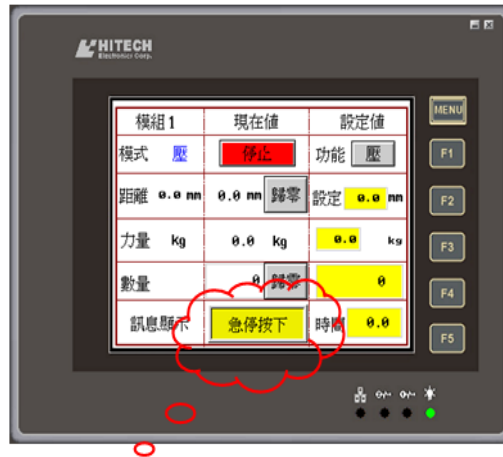 HITECH
Electronics Corp.
MENU
模組 1 現在值 設定值
模式 壓 停止 功能 壓
F1
距離 0.0 mm 0.0 mm 歸零 設定 0.0 mm
F2
力量 kg 0.0 kg 0.0 kg
F3
數量 0 歸零 0
F4
訊息顯示 急停按下 時間 0.0
F5